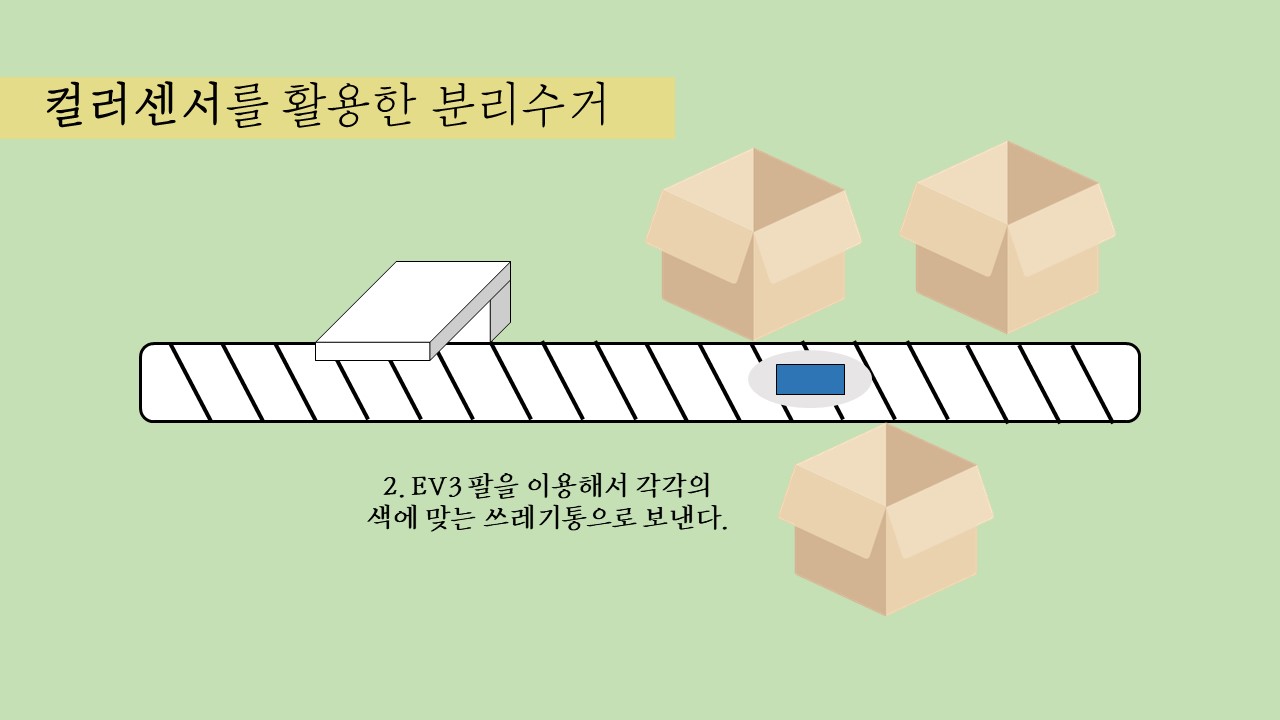 컬러센서를 활용한 분리수거
2. EV3 팔을 이용해서 각각의
색에 맞는 쓰레기통으로 보낸다.